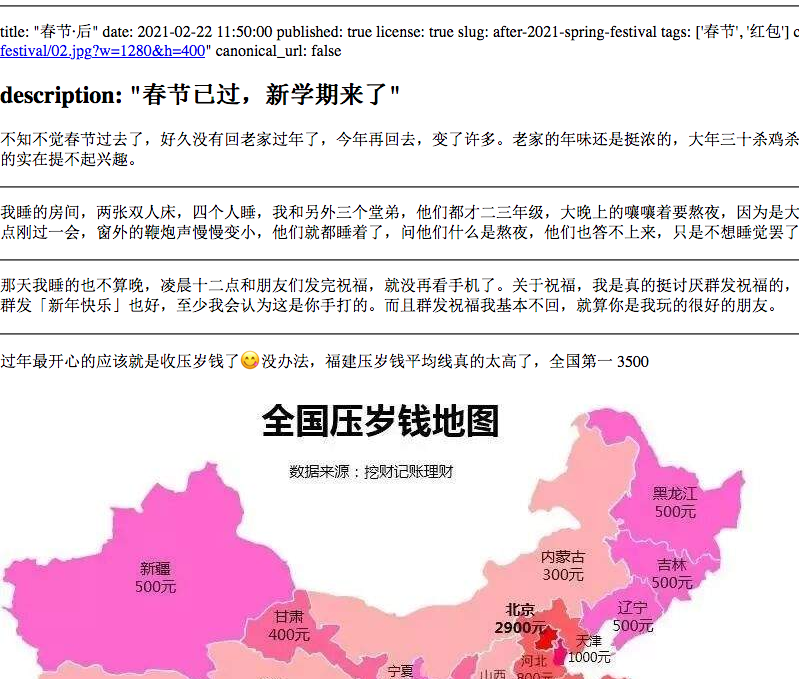 title: "春节·后" date: 2021-02-22 11:50:00 published: true license: true slug: after-2021-spring-festival tags: ['春节', '红包'] c
festival/02.jpg?w=1280&h=400" canonical_url: false
description: "春节已过，新学期来了"
不知不觉春节过去了，好久没有回老家过年了，今年再回去，变了许多。老家的年味还是挺浓的，大年三十杀鸡杀
的实在提不起兴趣。
我睡的房间，两张双人床，四个人睡，我和另外三个堂弟，他们都才二三年级，大晚上的嚷嚷着要熬夜，因为是大
点刚过一会，窗外的鞭炮声慢慢变小，他们就都睡着了，问他们什么是熬夜，他们也答不上来，只是不想睡觉罢了
那天我睡的也不算晚，凌晨十二点和朋友们发完祝福，就没再看手机了。关于祝福，我是真的挺讨厌群发祝福的，
群发「新年快乐」也好，至少我会认为这是你手打的。而且群发祝福我基本不回，就算你是我玩的很好的朋友。
过年最开心的应该就是收压岁钱了😋没办法，福建压岁钱平均线真的太高了，全国第一 3500
全国压岁钱地图
数据来源：挖财记账理财
黑龙江
500元
新疆
500元
内蒙古
300元
吉林
500元
甘肃
400元
北京
2900元
辽宁
500元
天津
1000元
宁夏
山西
河北
800元